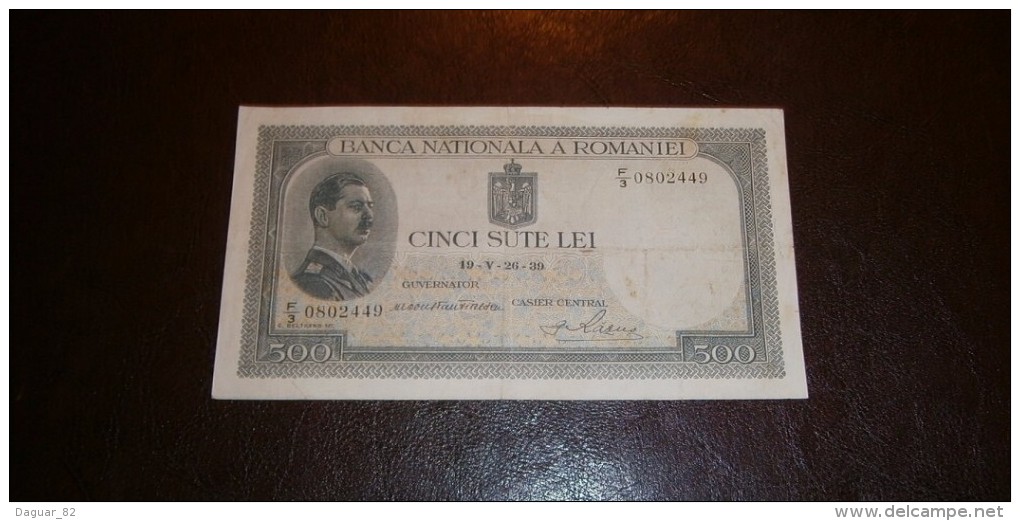 BANCA NATIONALA A ROMANIEI
F/3 0802449
CINCI SUTE LEI
19-V-26-39
GUVERNATOR
CASIER CENTRAL
F/3 0802449
500
500
Daguar_82
www.delcampe.net